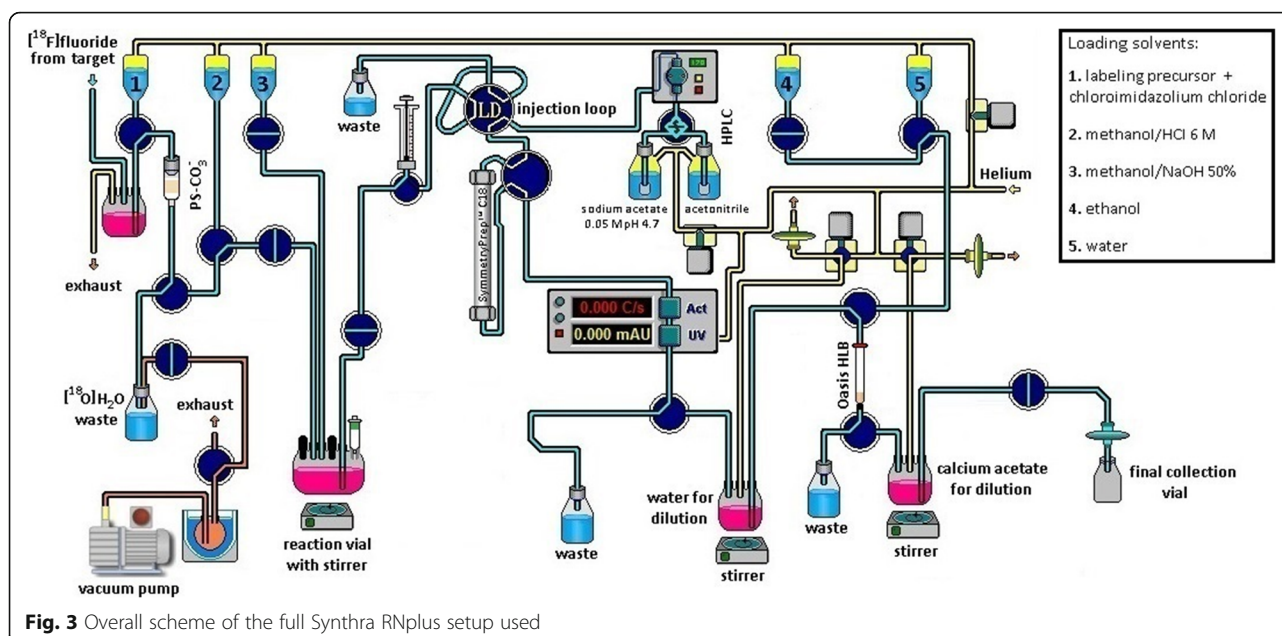 [¹⁸F]fluoride
from target
1
2
3
waste
LD
injection loop
HPLC
4
5
Loading solvents:
1. labeling precursor +
chloroimidazolium chloride
2. methanol/HCl 6 M
3. methanol/NaOH 50%
4. ethanol
5. water
PS-CO₃⁻
exhaust
SymmetryPrep™ C18
sodium acetate
0.05 M pH 4.7
acetonitrile
Helium
0.000 C/s
Act
0.000 mAU
UV
[¹⁸O]H₂O
waste
exhaust
Oasis HLB
vacuum pump
reaction vial
with stirrer
waste
water for
dilution
stirrer
waste
calcium acetate
for dilution
stirrer
final collection
vial
Fig. 3 Overall scheme of the full Synthra RNplus setup used